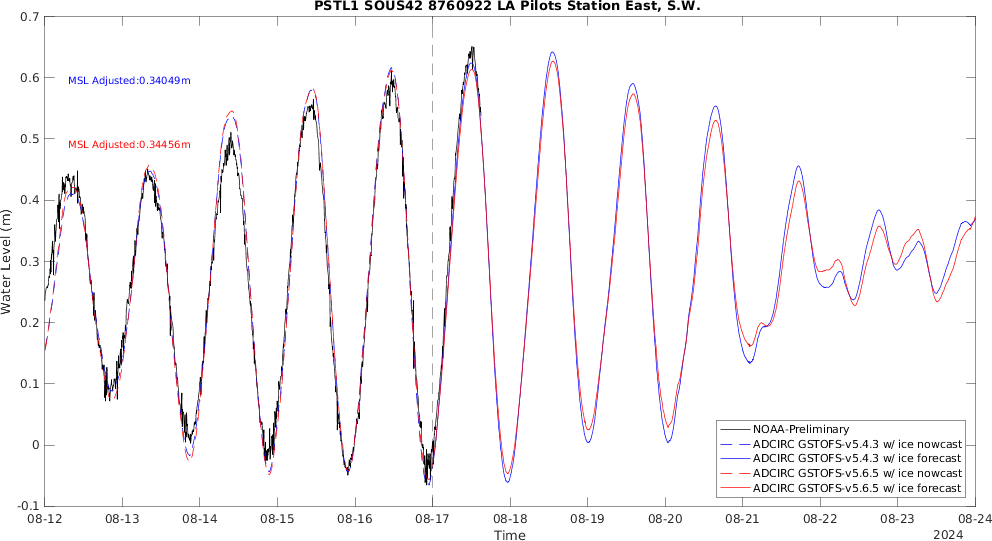 PSTL1 SOUS42 8760922 LA Pilots Station East, S.W.
0.7
0.6
0.5
0.4
0.3
0.2
0.1
0
-0.1
Water Level (m)
MSL Adjusted:0.34049m
MSL Adjusted:0.34456m
NOAA-Preliminary
ADCIRC GSTOFS-v5.4.3 w/ ice nowcast
ADCIRC GSTOFS-v5.4.3 w/ ice forecast
ADCIRC GSTOFS-v5.6.5 w/ ice nowcast
ADCIRC GSTOFS-v5.6.5 w/ ice forecast
08-12 08-13 08-14 08-15 08-16 08-17 08-18 08-19 08-20 08-21 08-22 08-23 08-24
Time
2024